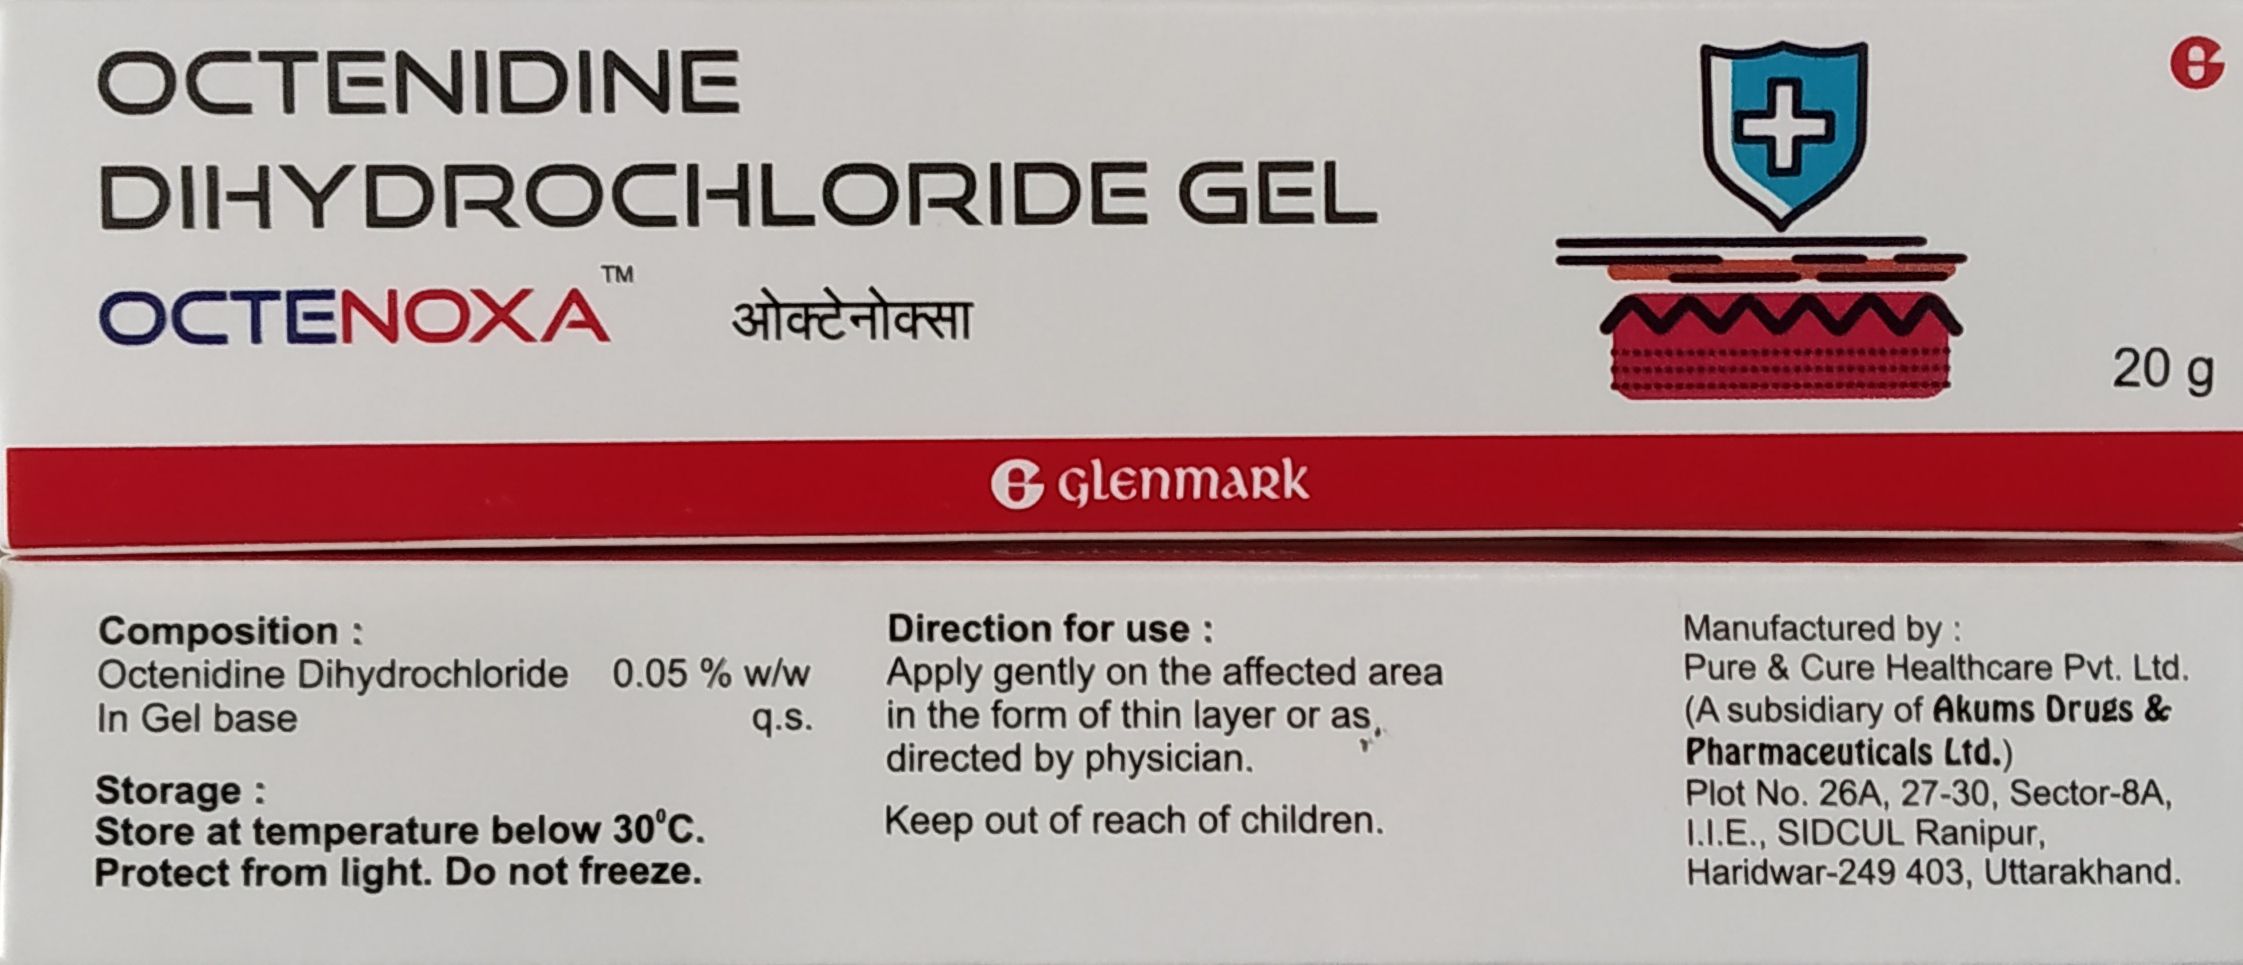 OCTENIDINE
DIHYDROCHLORIDE GEL
OCTENOXA™ ओक्टेनोक्सा
20 g
glenmark
Composition :
Octenidine Dihydrochloride 0.05 % w/w
In Gel base q.s.
Storage :
Store at temperature below 30⁰C.
Protect from light. Do not freeze.
Direction for use :
Apply gently on the affected area
in the form of thin layer or as
directed by physician.
Keep out of reach of children.
Manufactured by :
Pure & Cure Healthcare Pvt. Ltd.
(A subsidiary of Akums Drugs &
Pharmaceuticals Ltd.)
Plot No. 26A, 27-30, Sector-8A,
I.I.E., SIDCUL Ranipur,
Haridwar-249 403, Uttarakhand.